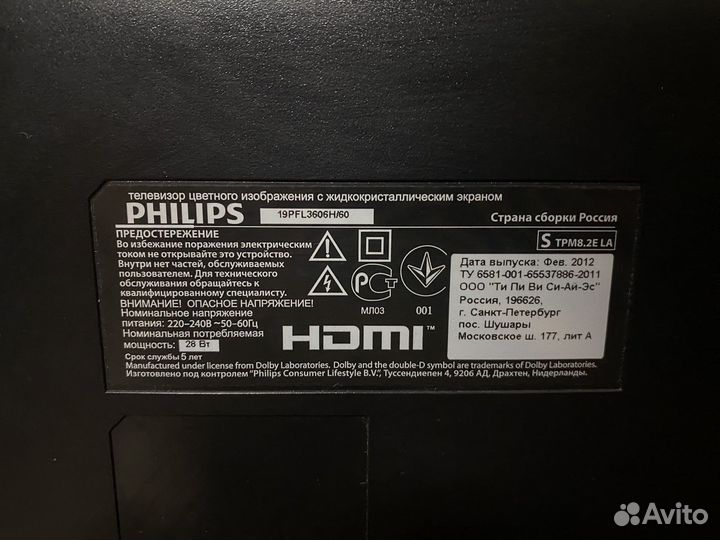 телевизор цветного изображения с жидкокристаллическим экраном
PHILIPS 19PFL3606H/60
Страна сборки Россия
ПРЕДОСТЕРЕЖЕНИЕ
Во избежание поражения электрическим
током не открывайте это устройство.
Внутри нет частей, обслуживаемых
пользователем. Для технического
обслуживания обращайтесь к
квалифицированному специалисту.
ВНИМАНИЕ! ОПАСНОЕ НАПРЯЖЕНИЕ!
Номинальное напряжение
питания: 220–240В ~50–60Гц
Номинальная потребляемая
мощность: 28 Вт
Срок службы 5 лет
МЛ03
001
HDMI™
S TPM8.2E LA
Дата выпуска: Фев. 2012
ТУ 6581-001-65537886-2011
ООО "Ти Пи Ви Си-Ай-Эс"
Россия, 196626,
г. Санкт-Петербург
пос. Шушары
Московское ш. 177, лит А
Manufactured under license from Dolby Laboratories. Dolby and the double-D symbol are trademarks of Dolby Laboratories.
Изготовлено под контролем "Philips Consumer Lifestyle B.V.", Туссендиепен 4, 9206 АД, Драхтен, Нидерланды.
Avito